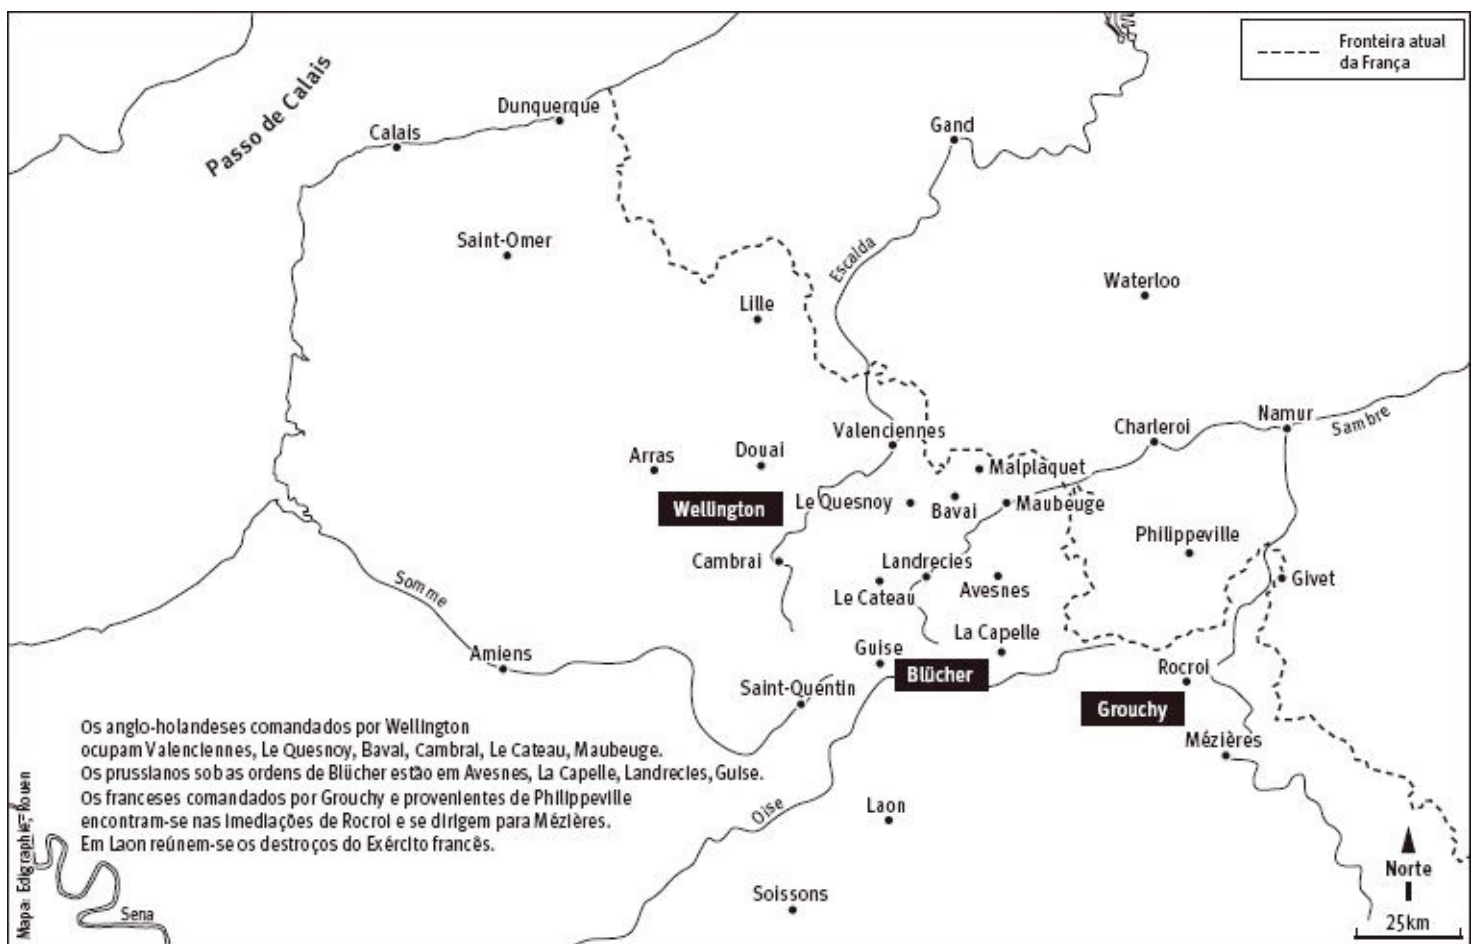 Fronteira atual
da França
Passo de Calais
Dunquerque
Calais
Gand
Saint-Omer
Escalda
Waterloo
Lille
Valenciennes
Charleroi
Namur
Sambre
Arras
Douai
Malplaquet
Wellington
Le Quesnoy
Bavai
Maubeuge
Philippeville
Cambrai
Landrecies
Givet
Le Cateau
Avesnes
Somme
La Capelle
Amiens
Guise
Blücher
Rocroi
Saint-Quentin
Grouchy
Mézières
Os anglo-holandeses comandados por Wellington
ocupam Valenciennes, Le Quesnoy, Bavai, Cambrai, Le Cateau, Maubeuge.
Os prussianos sob as ordens de Blücher estão em Avesnes, La Capelle, Landrecies, Guise.
Os franceses comandados por Grouchy e provenientes de Philippeville
encontram-se nas imediações de Rocroi e se dirigem para Mézières.
Em Laon reúnem-se os destroços do Exército francês.
Oise
Laon
Norte
Soissons
25km
Sena
Mapa: Edigraphie, Rouen